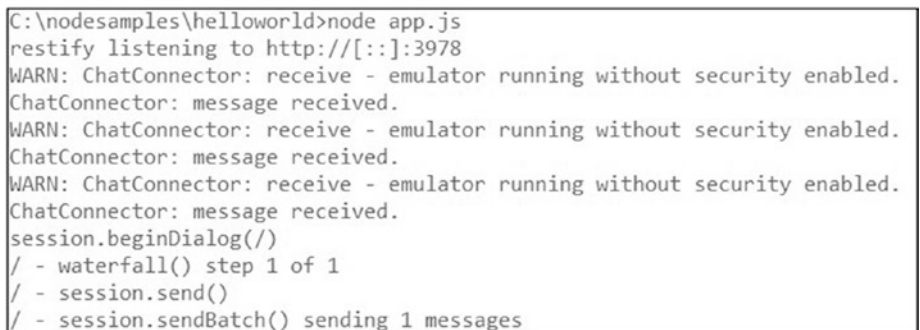 C:\nodesamples\helloworld>node app.js
restify listening to http://[::]:3978
WARN: ChatConnector: receive - emulator running without security enabled.
ChatConnector: message received.
WARN: ChatConnector: receive - emulator running without security enabled.
ChatConnector: message received.
WARN: ChatConnector: receive - emulator running without security enabled.
ChatConnector: message received.
session.beginDialog(/)
/ - waterfall() step 1 of 1
/ - session.send()
/ - session.sendBatch() sending 1 messages